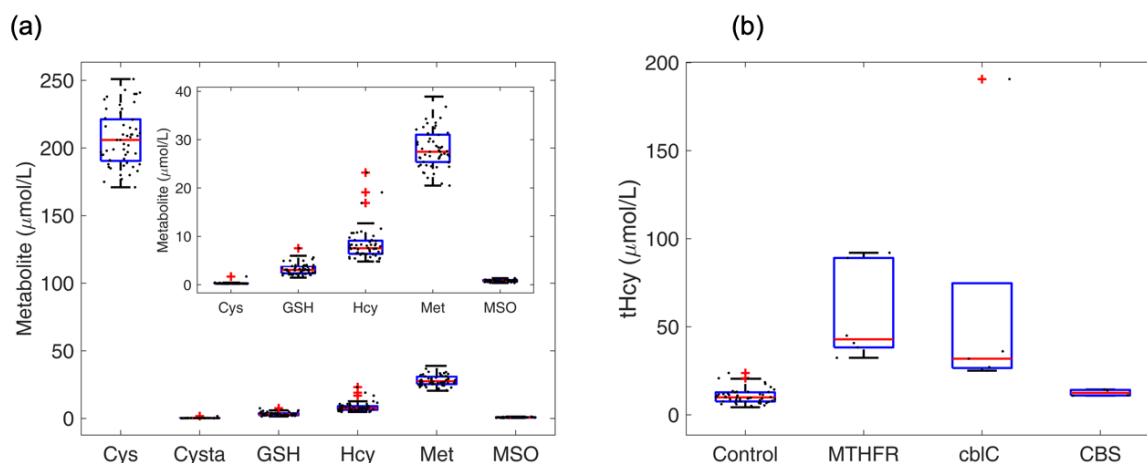 (a)
(b)
Metabolite (μmol/L)
250
200
150
100
50
0
Cys Cysta GSH Hcy Met MSO
Metabolite (μmol/L)
40
30
20
10
0
Cys GSH Hcy Met MSO
tHcy (μmol/L)
200
150
100
50
0
Control MTHFR cblC CBS